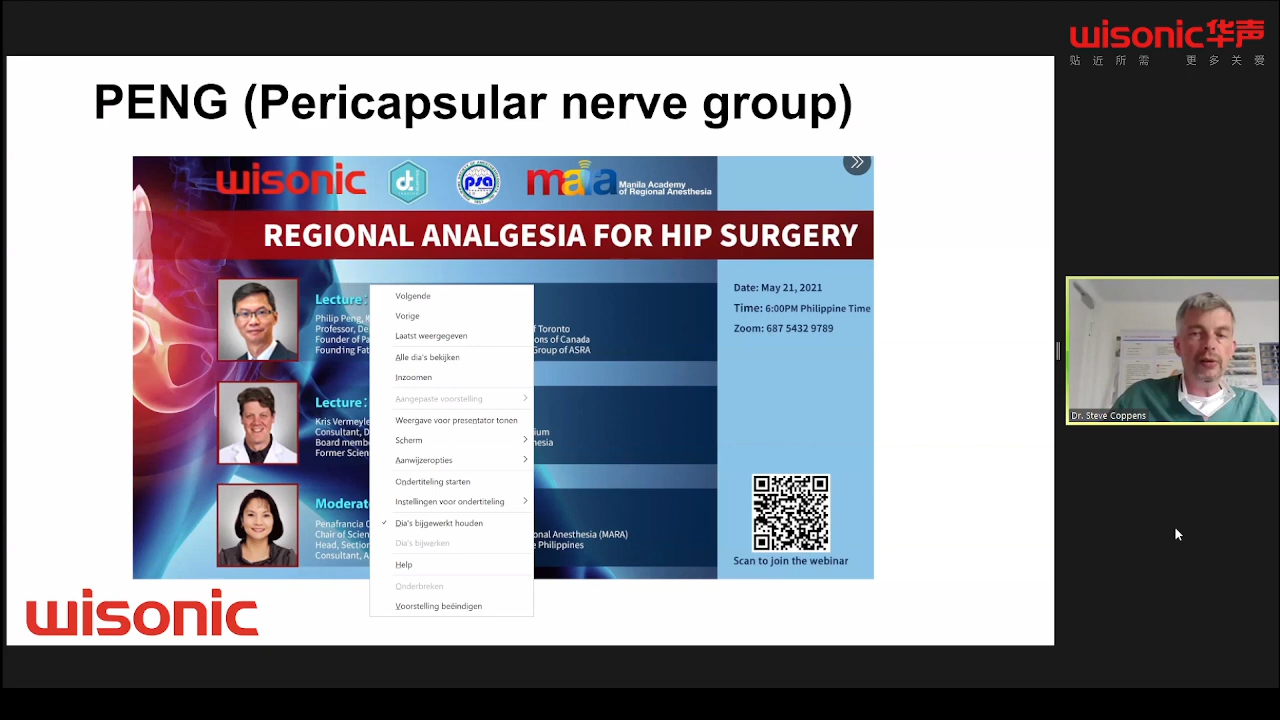 wisonic华声
贴近所需 更多关爱
PENG (Pericapsular nerve group)
wisonic
d.
psa
mara Manila Academy
of Regional Anesthesia
REGIONAL ANALGESIA FOR HIP SURGERY
Lecture:
Philip Peng,
Professor, De
Founder of Pa
Founding Fat
of Toronto
ons of Canada
Group of ASRA
Lecture:
Kris Vermeyle
Consultant, D
Board membe
Former Scien
ium
hesia
Moderat
Penafrancia C
Chair of Scien
Head, Section
Consultant, A
onal Anesthesia (MARA)
e Philippines
Date: May 21, 2021
Time: 6:00PM Philippine Time
Zoom: 687 5432 9789
Scan to join the webinar
Volgende
Vorige
Laatst weergegeven
Alle dia's bekijken
Inzoomen
Aangepaste voorstelling
Weergave voor presentator tonen
Scherm
Aanwijzeropties
Ondertiteling starten
Instellingen voor ondertiteling
Dia's bijgewerkt houden
Dia's bijwerken
Help
Onderbreken
Voorstelling beëindigen
wisonic
Dr. Steve Coppens